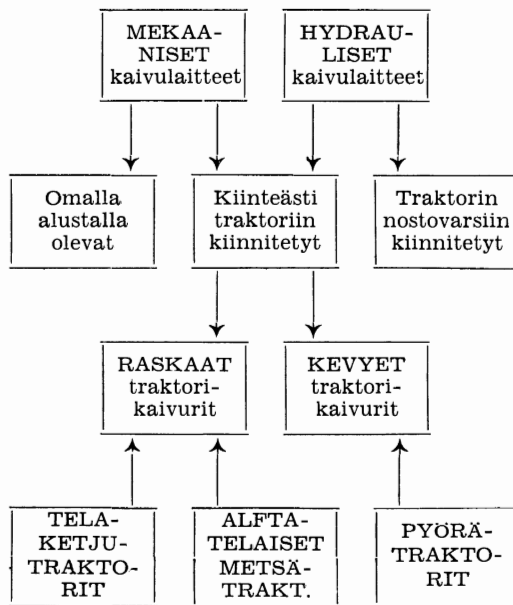 MEKAA-
NISET
kaivulaitteet
HYDRAU-
LISET
kaivulaitteet
Omalla
alustalla
olevat
Kiinteästi
traktoriin
kiinnitetyt
Traktorin
nostovarsiin
kiinnitetyt
RASKAAT
traktori-
kaivurit
KEVYET
traktori-
kaivurit
TELA-
KETJU-
TRAKTO-
RIT
ALFTA-
TELAISET
METSÄ-
TRAKT.
PYÖRÄ-
TRAKTO-
RIT